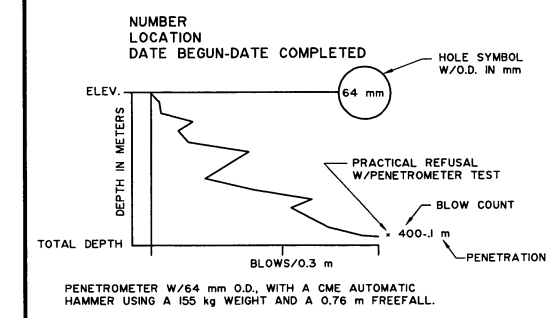 NUMBER
LOCATION
DATE BEGUN-DATE COMPLETED
HOLE SYMBOL
W/O.D. IN mm
ELEV.
64 mm
DEPTH IN METERS
PRACTICAL REFUSAL
W/PENETROMETER TEST
BLOW COUNT
× 400-.1 m
PENETRATION
TOTAL DEPTH
BLOWS/0.3 m
PENETROMETER W/64 mm O.D., WITH A CME AUTOMATIC
HAMMER USING A 155 kg WEIGHT AND A 0.76 m FREEFALL.